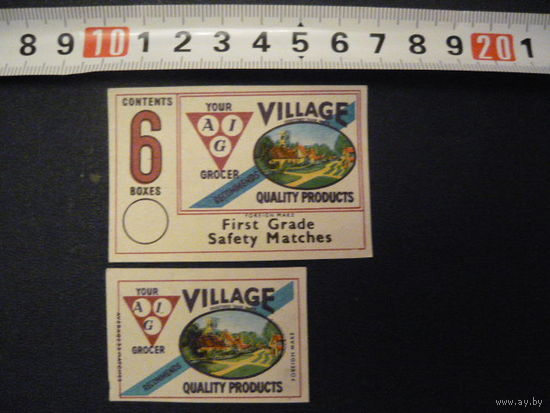 8 9 10 1 2 3 4 5 6 7 8 9 20 1
CONTENTS
6
BOXES
YOUR
A I
G
GROCER
RECOMMENDS
VILLAGE
QUALITY PRODUCTS
FOREIGN MAKE
First Grade
Safety Matches
YOUR
A I
G
GROCER
RECOMMENDS
VILLAGE
QUALITY PRODUCTS
FOREIGN MAKE
www.ay.by